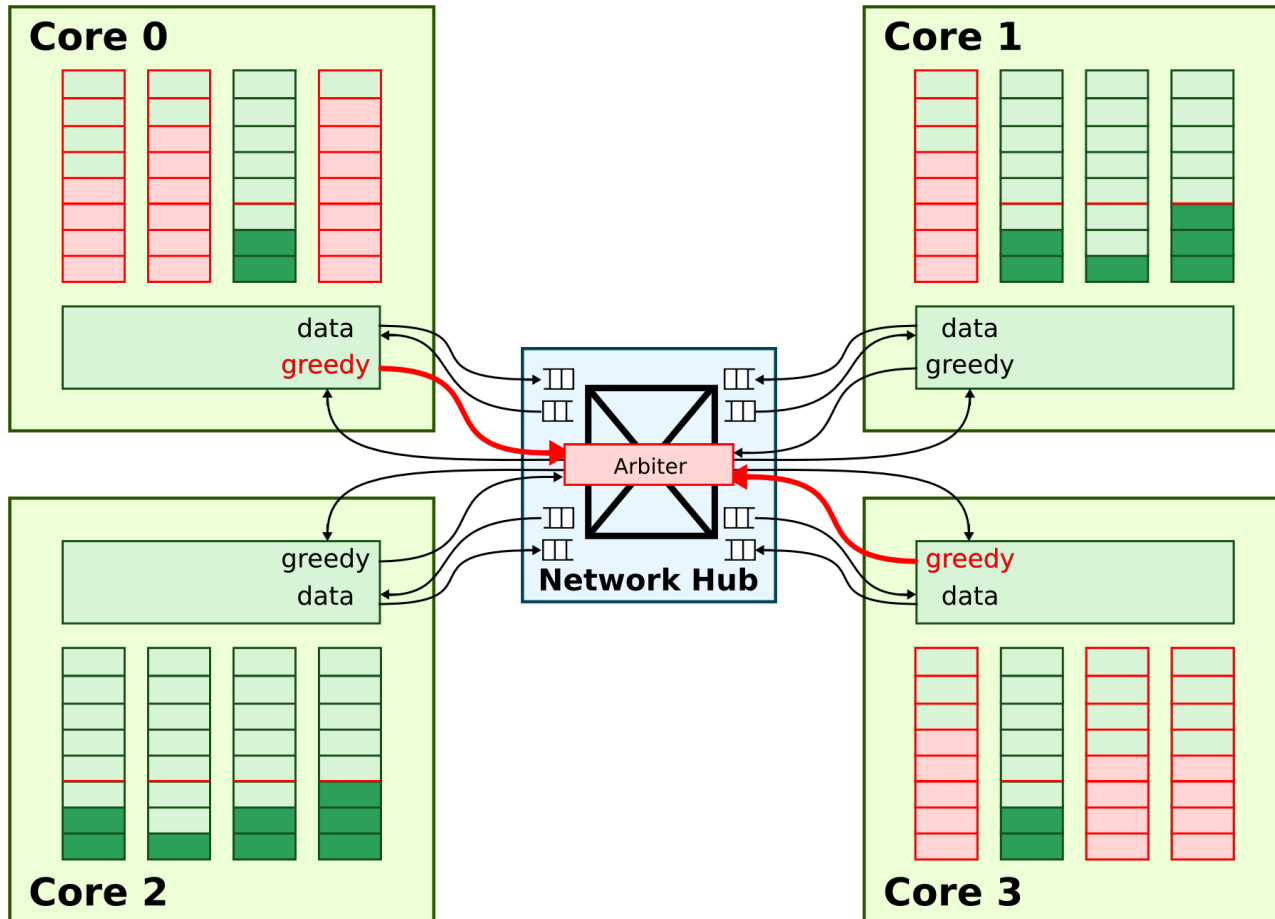 Core 0
data
greedy
Core 1
data
greedy
Arbiter
Network Hub
greedy
data
Core 2
greedy
data
Core 3